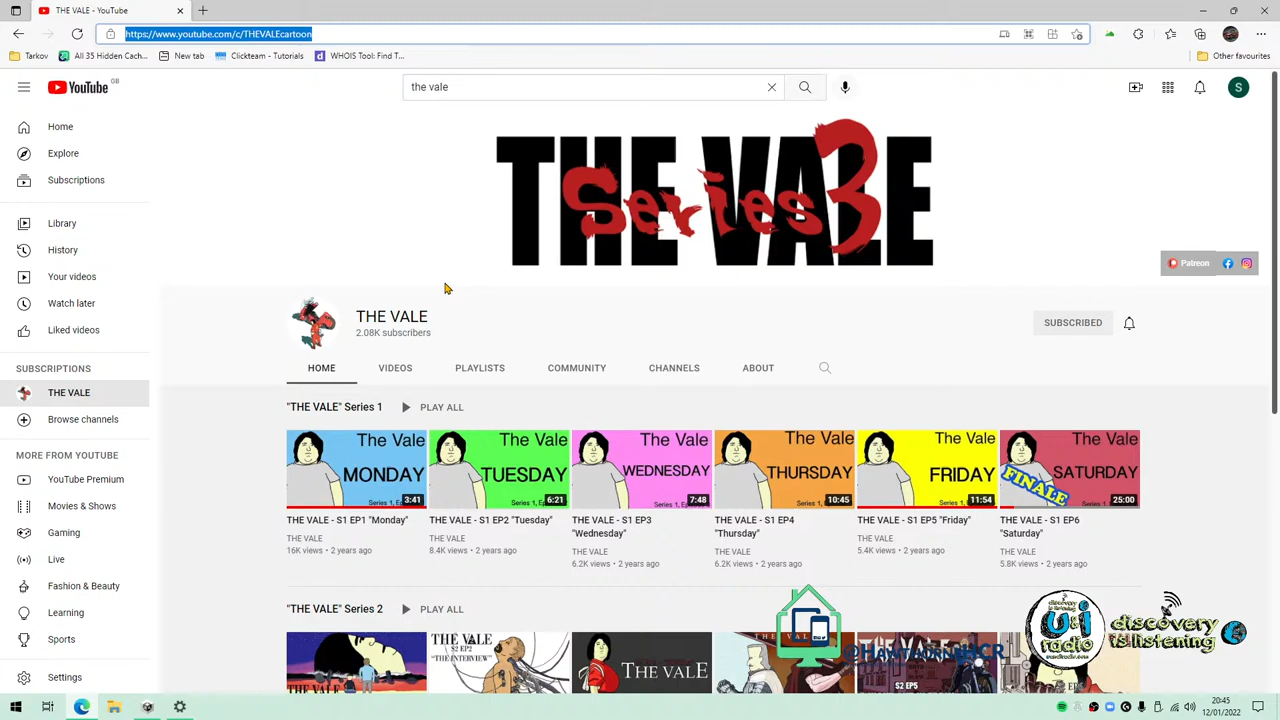 THE VALE - YouTube
https://www.youtube.com/c/THEVALEcartoon
Tarkov
All 35 Hidden Cach...
New tab
Clickteam - Tutorials
WHOIS Tool: Find T...
Other favourites
YouTube GB
the vale
S
Home
Explore
Subscriptions
Library
History
Your videos
Watch later
Liked videos
SUBSCRIPTIONS
THE VALE
Browse channels
MORE FROM YOUTUBE
YouTube Premium
Movies & Shows
Gaming
Live
Fashion & Beauty
Learning
Sports
Settings
THE VALE
Series 3
Patreon
THE VALE
2.08K subscribers
SUBSCRIBED
HOME VIDEOS PLAYLISTS COMMUNITY CHANNELS ABOUT
"THE VALE" Series 1 PLAY ALL
The Vale
MONDAY
3:41
The Vale
TUESDAY
6:21
The Vale
WEDNESDAY
7:48
The Vale
THURSDAY
10:45
The Vale
FRIDAY
11:54
The Vale
SATURDAY
FINALE
25:00
THE VALE - S1 EP1 "Monday"
THE VALE
16K views • 2 years ago
THE VALE - S1 EP2 "Tuesday"
THE VALE
8.4K views • 2 years ago
THE VALE - S1 EP3
"Wednesday"
THE VALE
6.2K views • 2 years ago
THE VALE - S1 EP4
"Thursday"
THE VALE
6.2K views • 2 years ago
THE VALE - S1 EP5 "Friday"
THE VALE
5.4K views • 2 years ago
THE VALE - S1 EP6
"Saturday"
THE VALE
5.8K views • 2 years ago
"THE VALE" Series 2 PLAY ALL
THE VALE
S2 EP2
"THE INTERVIEW"
THE VALE
S2 EP5
@HawthornMCR
discovery is listening
u&i
radio
discovery
is listening
20:45
12/01/2022